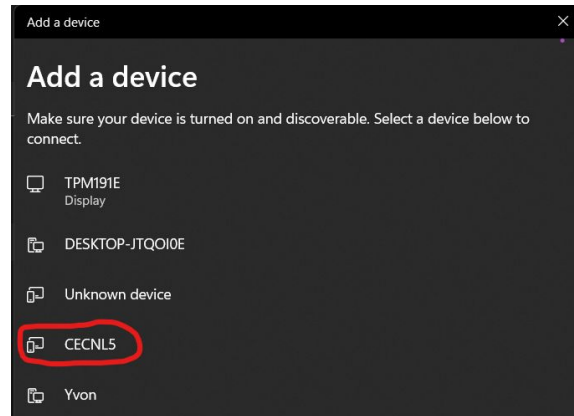 Add a device
Add a device
Make sure your device is turned on and discoverable. Select a device below to
connect.
TPM191E
Display
DESKTOP-JTQOI0E
Unknown device
CECNL5
Yvon